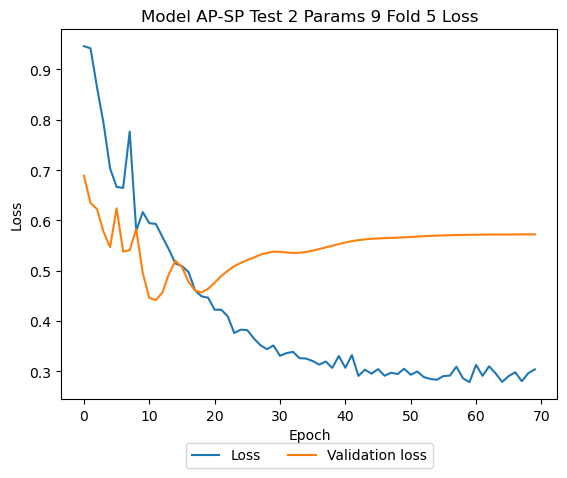 Model AP-SP Test 2 Params 9 Fold 5 Loss
0.9
0.8
0.7
0.6
0.5
0.4
0.3
Loss
0 10 20 30 40 50 60 70
Epoch
Loss Validation loss